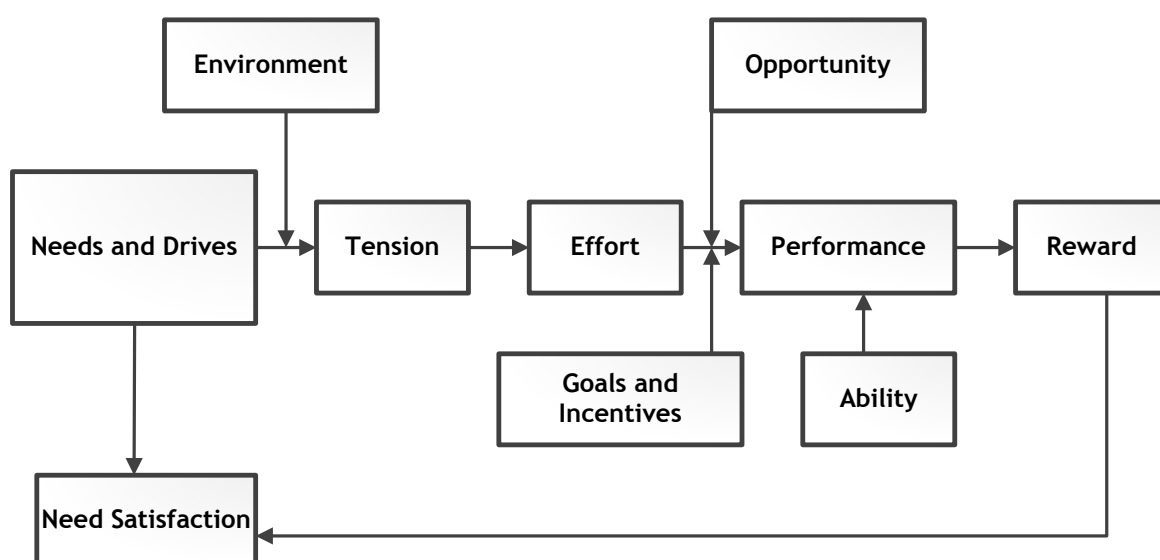 Environment
Opportunity
Needs and Drives
Tension
Effort
Performance
Reward
Goals and
Incentives
Ability
Need Satisfaction